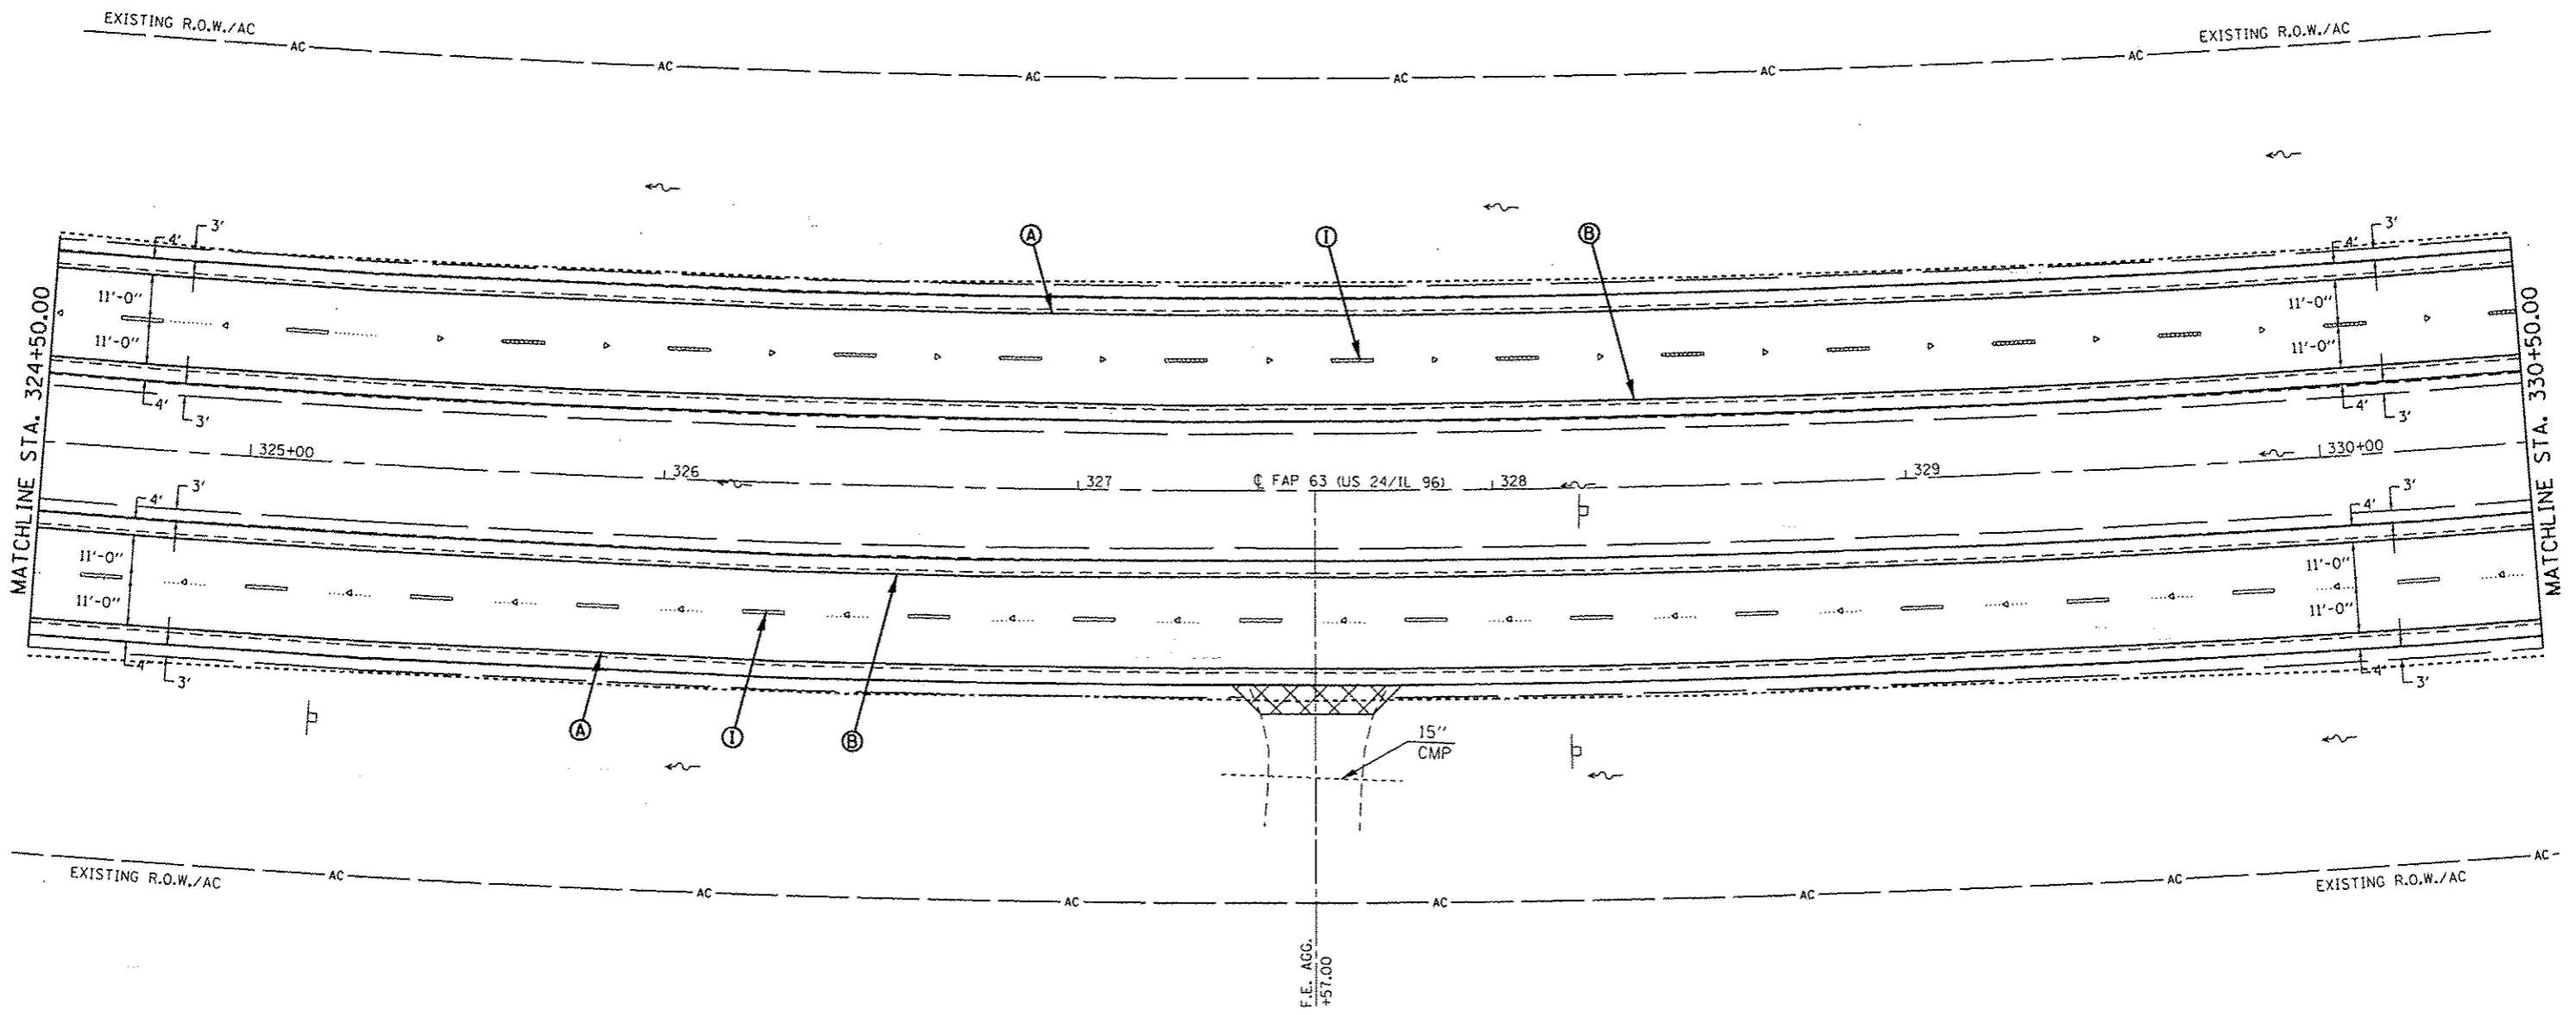 EXISTING R.O.W./AC
EXISTING R.O.W./AC
AC AC AC AC AC AC
A I B
3'
4'
3'
4'
11'-0"
11'-0"
11'-0"
11'-0"
4'
3'
4'
3'
MATCHLINE STA. 324+50.00
MATCHLINE STA. 330+50.00
325+00 326 327 ℄ FAP 63 (US 24/IL 96) 328 329 330+00
3'
4'
3'
4'
11'-0"
11'-0"
11'-0"
11'-0"
4'
3'
4'
3'
A I B
15"
CMP
AC AC AC AC AC AC AC
EXISTING R.O.W./AC
EXISTING R.O.W./AC
F.E. AGG.
+57.00